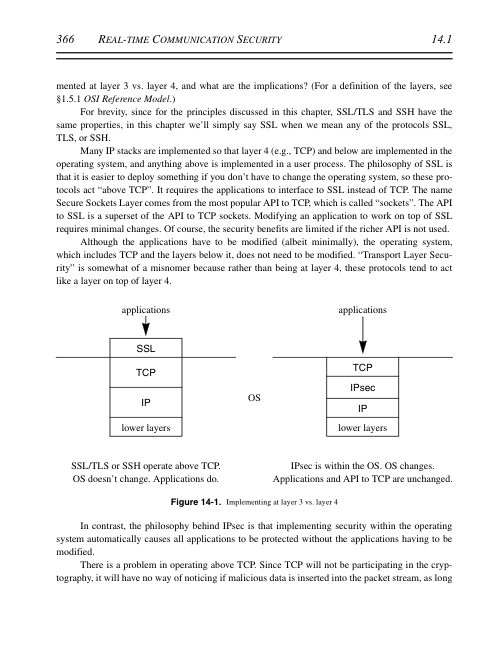 366 REAL-TIME COMMUNICATION SECURITY 14.1
mented at layer 3 vs. layer 4, and what are the implications? (For a definition of the layers, see
§1.5.1 OSI Reference Model.)
For brevity, since for the principles discussed in this chapter, SSL/TLS and SSH have the
same properties, in this chapter we'll simply say SSL when we mean any of the protocols SSL,
TLS, or SSH.
Many IP stacks are implemented so that layer 4 (e.g., TCP) and below are implemented in the
operating system, and anything above is implemented in a user process. The philosophy of SSL is
that it is easier to deploy something if you don't have to change the operating system, so these pro-
tocols act “above TCP”. It requires the applications to interface to SSL instead of TCP. The name
Secure Sockets Layer comes from the most popular API to TCP, which is called “sockets”. The API
to SSL is a superset of the API to TCP sockets. Modifying an application to work on top of SSL
requires minimal changes. Of course, the security benefits are limited if the richer API is not used.
Although the applications have to be modified (albeit minimally), the operating system,
which includes TCP and the layers below it, does not need to be modified. “Transport Layer Secu-
rity” is somewhat of a misnomer because rather than being at layer 4, these protocols tend to act
like a layer on top of layer 4.
applications
SSL
TCP
IP
lower layers
OS
applications
TCP
IPsec
IP
lower layers
SSL/TLS or SSH operate above TCP.
OS doesn't change. Applications do.
IPsec is within the OS. OS changes.
Applications and API to TCP are unchanged.
Figure 14-1. Implementing at layer 3 vs. layer 4
In contrast, the philosophy behind IPsec is that implementing security within the operating
system automatically causes all applications to be protected without the applications having to be
modified.
There is a problem in operating above TCP. Since TCP will not be participating in the cryp-
tography, it will have no way of noticing if malicious data is inserted into the packet stream, as long